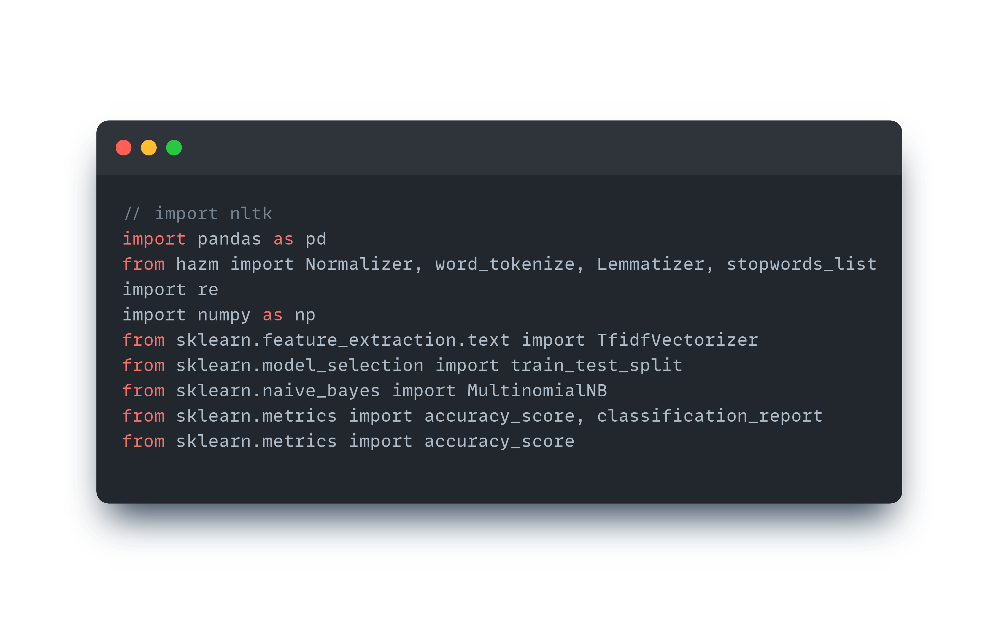 // import nltk
import pandas as pd
from hazm import Normalizer, word_tokenize, Lemmatizer, stopwords_list
import re
import numpy as np
from sklearn.feature_extraction.text import TfidfVectorizer
from sklearn.model_selection import train_test_split
from sklearn.naive_bayes import MultinomialNB
from sklearn.metrics import accuracy_score, classification_report
from sklearn.metrics import accuracy_score